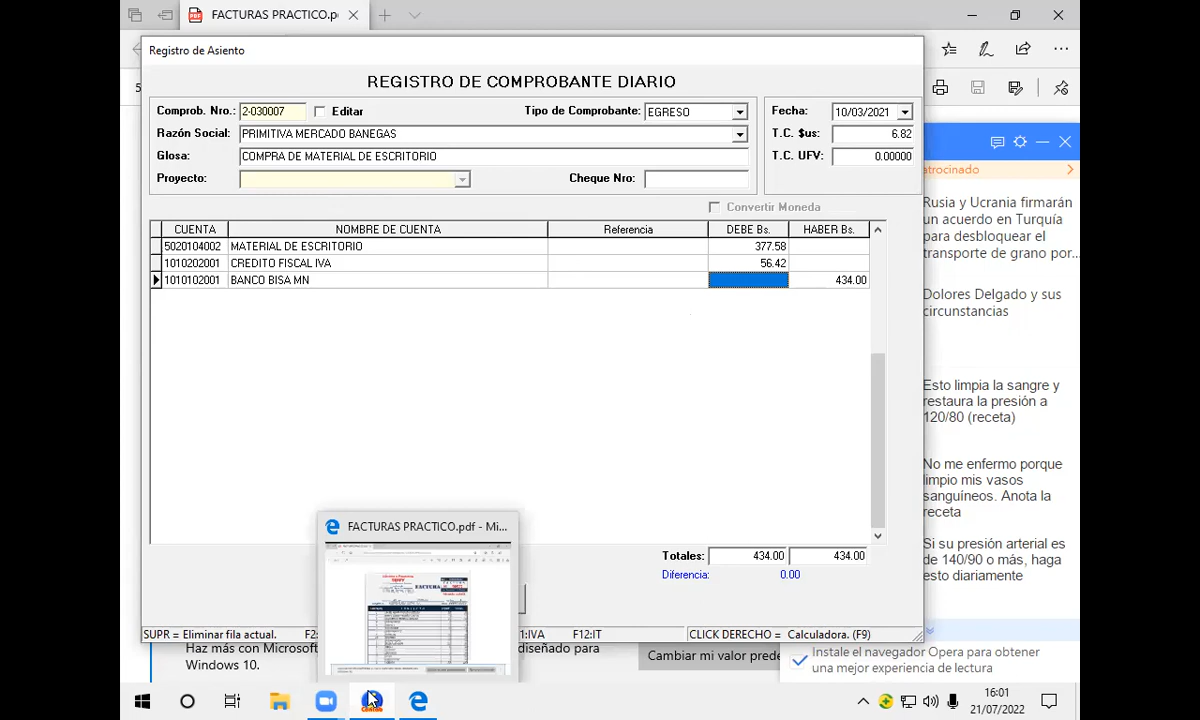 FACTURAS PRACTICO.p
Registro de Asiento
REGISTRO DE COMPROBANTE DIARIO
Comprob. Nro.: 2-030007 Editar Tipo de Comprobante: EGRESO Fecha: 10/03/2021
Razón Social: PRIMITIVA MERCADO BANEGAS T.C. $us: 6.82
Glosa: COMPRA DE MATERIAL DE ESCRITORIO T.C. UFV: 0.00000
Proyecto: Cheque Nro:
Convertir Moneda
CUENTA NOMBRE DE CUENTA Referencia DEBE Bs. HABER Bs.
5020104002 MATERIAL DE ESCRITORIO 377.58
1010202001 CREDITO FISCAL IVA 56.42
1010102001 BANCO BISA MN 434.00
Totales: 434.00 434.00
Diferencia: 0.00
SUPR = Eliminar fila actual. F2: 1:IVA F12:IT CLICK DERECHO = Calculadora. (F9)
FACTURAS PRACTICO.pdf - Mi...
FACTURA
atrocinado
Rusia y Ucrania firmarán
un acuerdo en Turquía
para desbloquear el
transporte de grano por...
Dolores Delgado y sus
circunstancias
Esto limpia la sangre y
restaura la presión a
120/80 (receta)
No me enfermo porque
limpio mis vasos
sanguíneos. Anota la
receta
Si su presión arterial es
de 140/90 o más, haga
esto diariamente
Haz más con Microsoft diseñado para
Windows 10.
Cambiar mi valor prede
Instale el navegador Opera para obtener
una mejor experiencia de lectura
16:01
21/07/2022